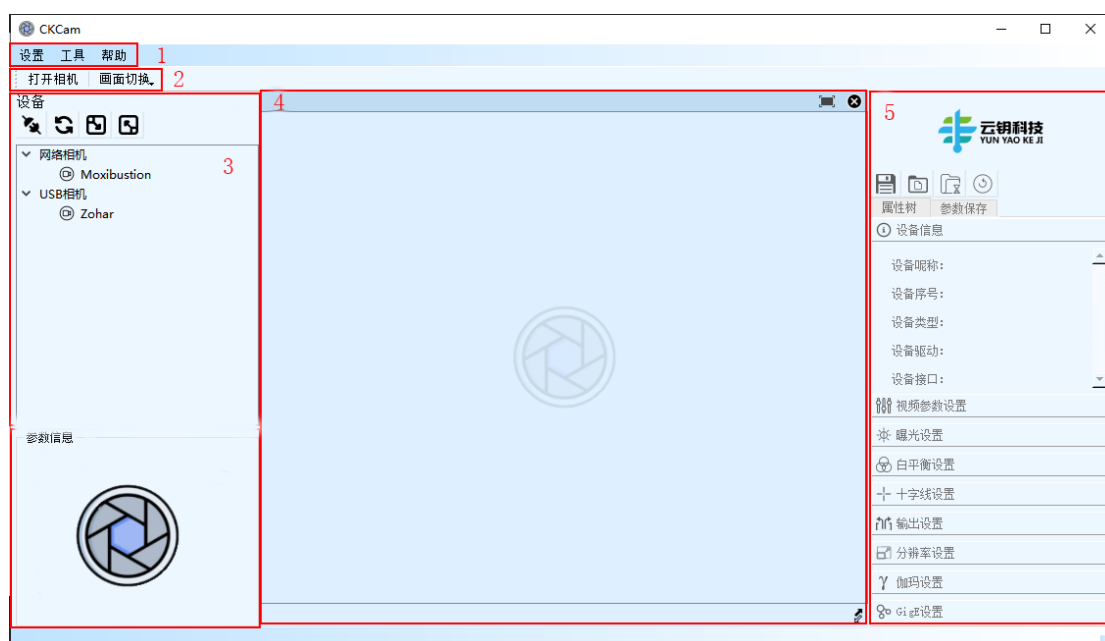 CKCam
设置 工具 帮助 1
打开相机 画面切换 2
设备
网络相机
Moxibustion
USB相机
Zohar
3
参数信息
4
5
云钥科技
YUN YAO KE JI
属性树 参数保存
设备信息
设备昵称:
设备序号:
设备类型:
设备驱动:
设备接口:
视频参数设置
曝光设置
白平衡设置
十字线设置
输出设置
分辨率设置
γ 伽玛设置
GigE设置